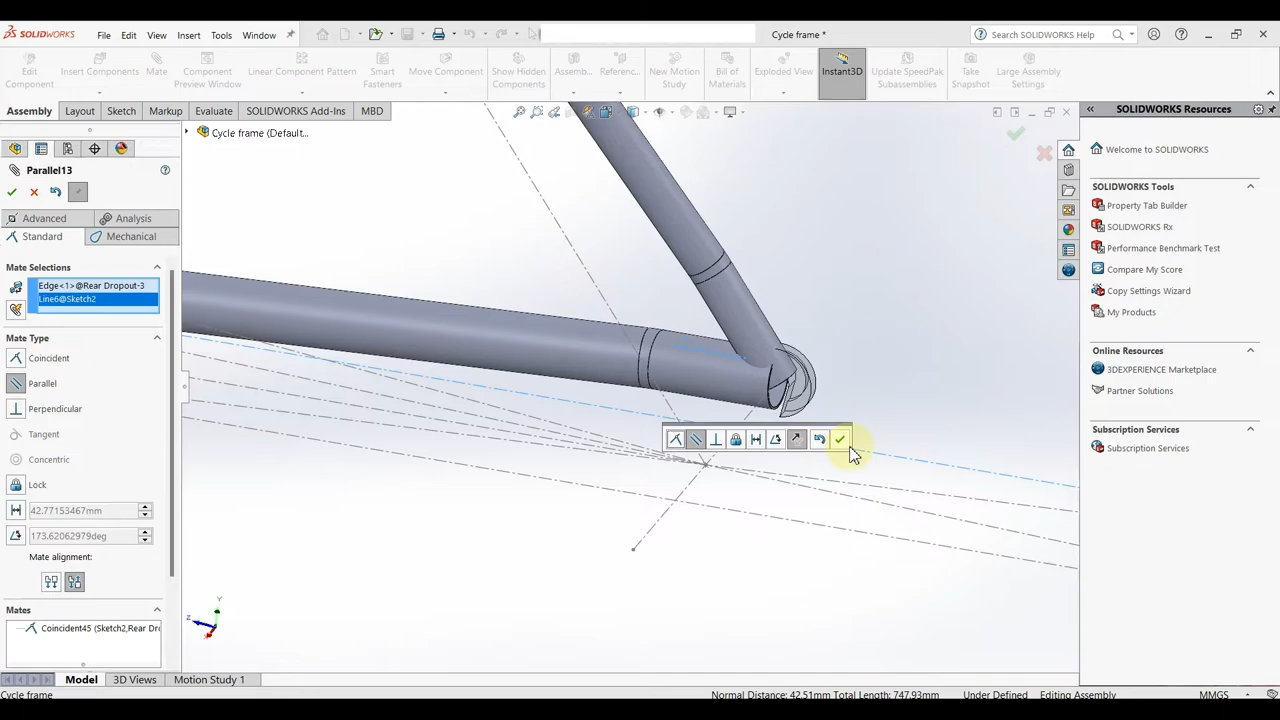 SOLIDWORKS
File
Edit
View
Insert
Tools
Window
Cycle frame *
Search SOLIDWORKS Help
Edit
Component
Insert Components
Mate
Component
Preview Window
Linear Component Pattern
Smart
Fasteners
Move Component
Show Hidden
Components
Assemb...
Referenc...
New Motion
Study
Bill of
Materials
Exploded View
Instant3D
Update SpeedPak
Subassemblies
Take
Snapshot
Large Assembly
Settings
Assembly
Layout
Sketch
Markup
Evaluate
SOLIDWORKS Add-Ins
MBD
SOLIDWORKS Resources
Cycle frame (Default...
Welcome to SOLIDWORKS
Parallel13
SOLIDWORKS Tools
Property Tab Builder
SOLIDWORKS Rx
Performance Benchmark Test
Compare My Score
Copy Settings Wizard
My Products
Online Resources
3DEXPERIENCE Marketplace
Partner Solutions
Subscription Services
Subscription Services
Advanced
Analysis
Standard
Mechanical
Mate Selections
Edge<1>@Rear Dropout-3
Line6@Sketch2
Mate Type
Coincident
Parallel
Perpendicular
Tangent
Concentric
Lock
42.77153467mm
173.62062979deg
Mate alignment:
Mates
Coincident45 (Sketch2,Rear Dro
Y
Z
Model
3D Views
Motion Study 1
Cycle frame
Normal Distance: 42.51mm Total Length: 747.93mm
Under Defined
Editing Assembly
MMGS